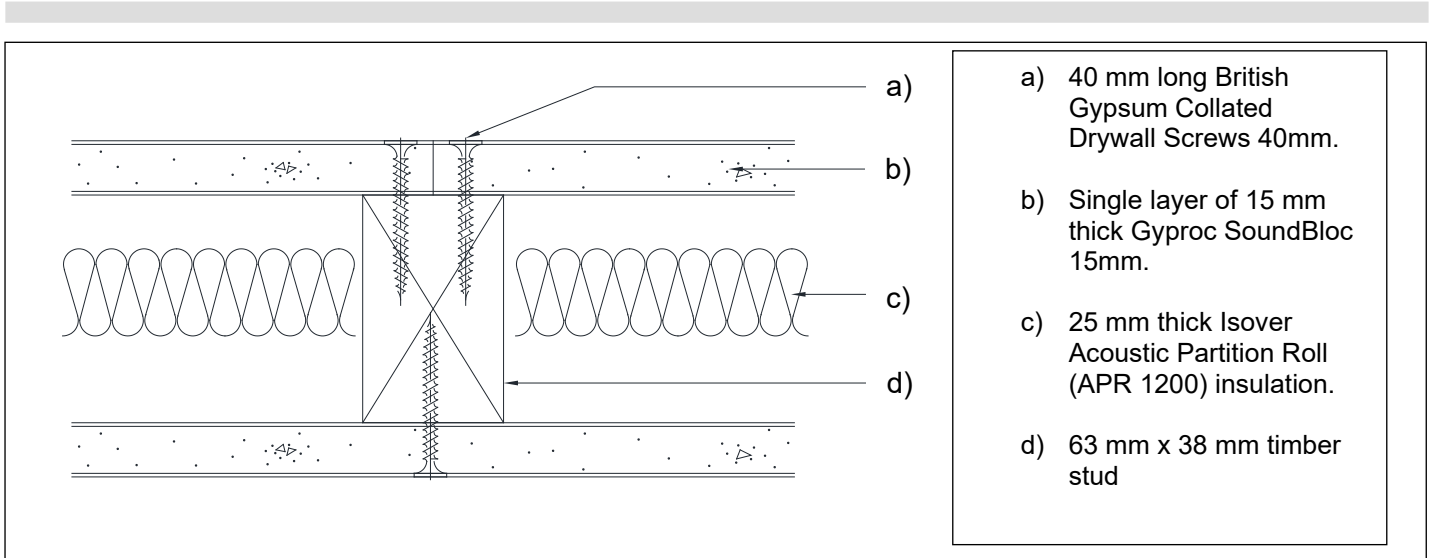 a)
b)
c)
d)
a) 40 mm long British
Gypsum Collated
Drywall Screws 40mm.
b) Single layer of 15 mm
thick Gyproc SoundBloc
15mm.
c) 25 mm thick Isover
Acoustic Partition Roll
(APR 1200) insulation.
d) 63 mm x 38 mm timber
stud